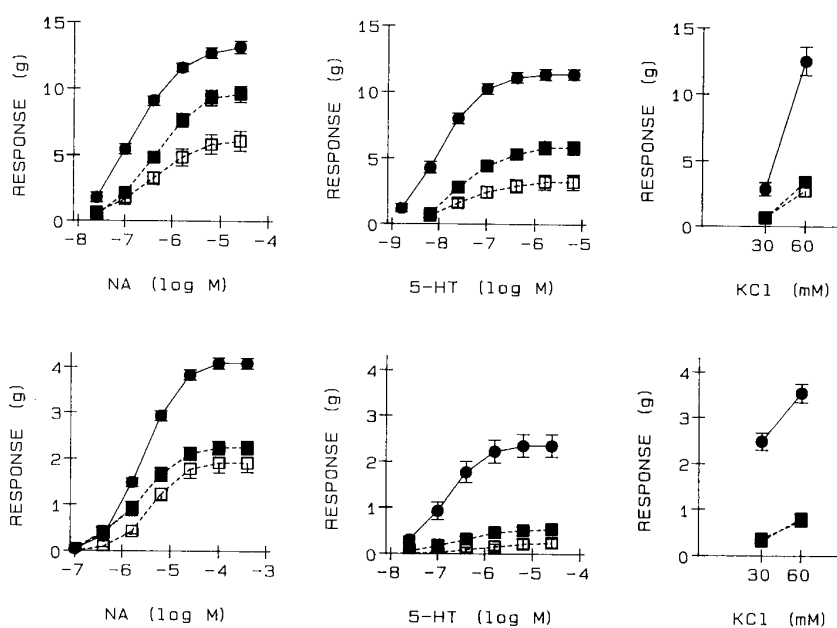 RESPONSE (g)
15
10
5
0
-8 -7 -6 -5 -4
NA (log M)
RESPONSE (g)
15
10
5
0
-9 -8 -7 -6 -5
5-HT (log M)
RESPONSE (g)
15
10
5
0
30 60
KCl (mM)
RESPONSE (g)
4
3
2
1
0
-7 -6 -5 -4 -3
NA (log M)
RESPONSE (g)
4
3
2
1
0
-8 -7 -6 -5 -4
5-HT (log M)
RESPONSE (g)
4
3
2
1
0
30 60
KCl (mM)